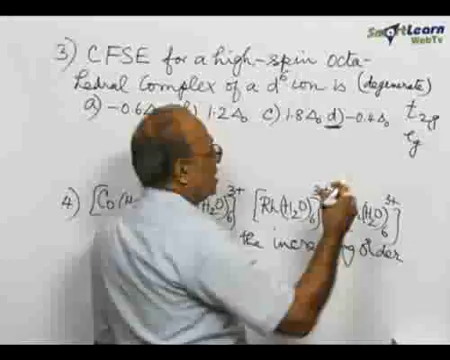 SmartLearn
WebTv
3) CFSE for a high-spin octa-
hedral Complex of a d⁶ ion is (degenerate)
a) -0.6Δ₀ 1.2Δ₀ c) 1.8Δ₀ d) -0.4Δ₀ t₂g
eg
4) [Co(H₂O)₆]³⁺ [Rh(H₂O)₆]³⁺ (H₂O)₆]³⁺
the increasing order